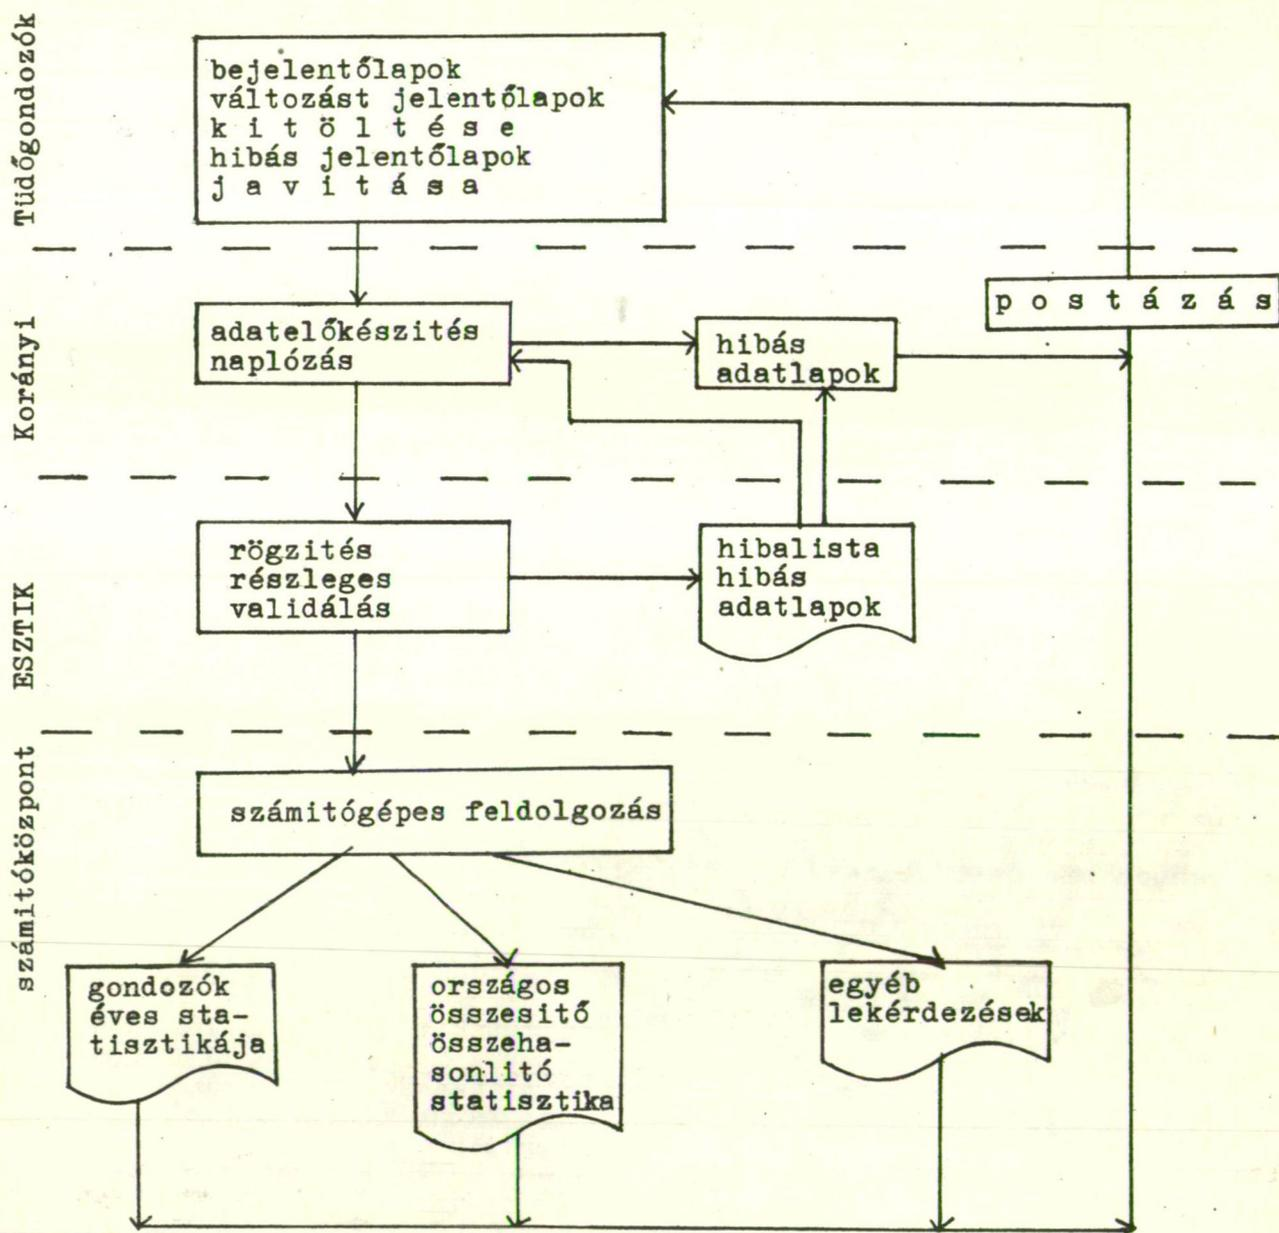 Tüdőgondozók
bejelentőlapok
változást jelentőlapok
k i t ö l t é s e
hibás jelentőlapok
j a v i t á s a
p o s t á z á s
Korányi
adatelőkészités
naplózás
hibás
adatlapok
ESZTIK
rögzités
részleges
validálás
hibalista
hibás
adatlapok
számitóközpont
számitógépes feldolgozás
gondozók
éves sta-
tisztikája
országos
összesitő
összeha-
sonlitó
statisztika
egyéb
lekérdezések